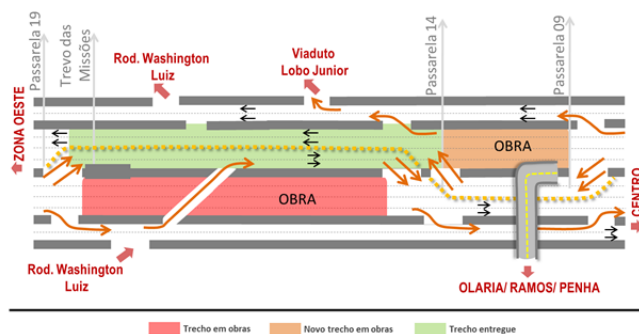 Passarela 19
Trevo das
Missões
Rod. Washington
Luiz
Viaduto
Lobo Junior
Passarela 14
Passarela 09
ZONA OESTE
OBRA
OBRA
CENTRO
Rod. Washington
Luiz
OLARIA/ RAMOS/ PENHA
Trecho em obras
Novo trecho em obras
Trecho entregue